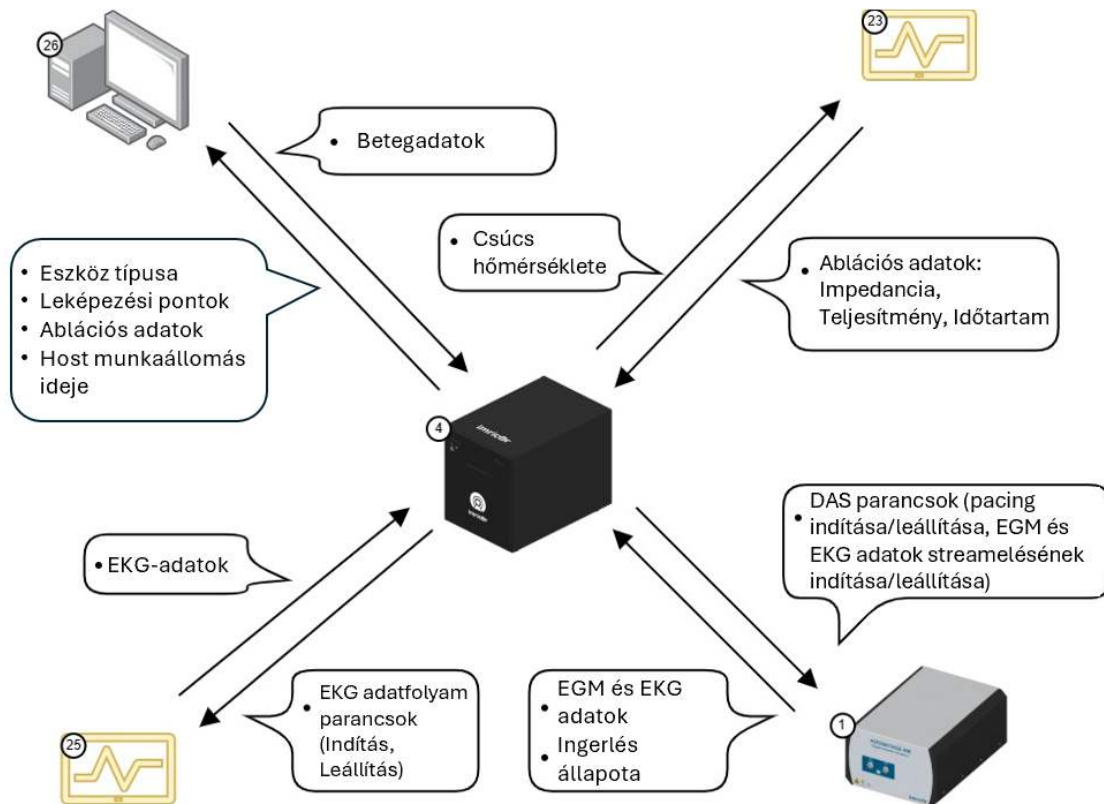 26
23
• Betegadatok
• Csúcs
hőmérséklete
• Eszköz típusa
• Leképezési pontok
• Ablációs adatok
• Host munkaállomás
ideje
• Ablációs adatok:
Impedancia,
Teljesítmény, Időtartam
4
imricor
imricor
DAS parancsok (pacing
• indítása/leállítása, EGM és
EKG adatok streamelésének
indítása/leállítása)
• EKG-adatok
EKG adatfolyam
• parancsok
(Indítás,
Leállítás)
EGM és EKG
• adatok
• Ingerlés
állapota
25
1